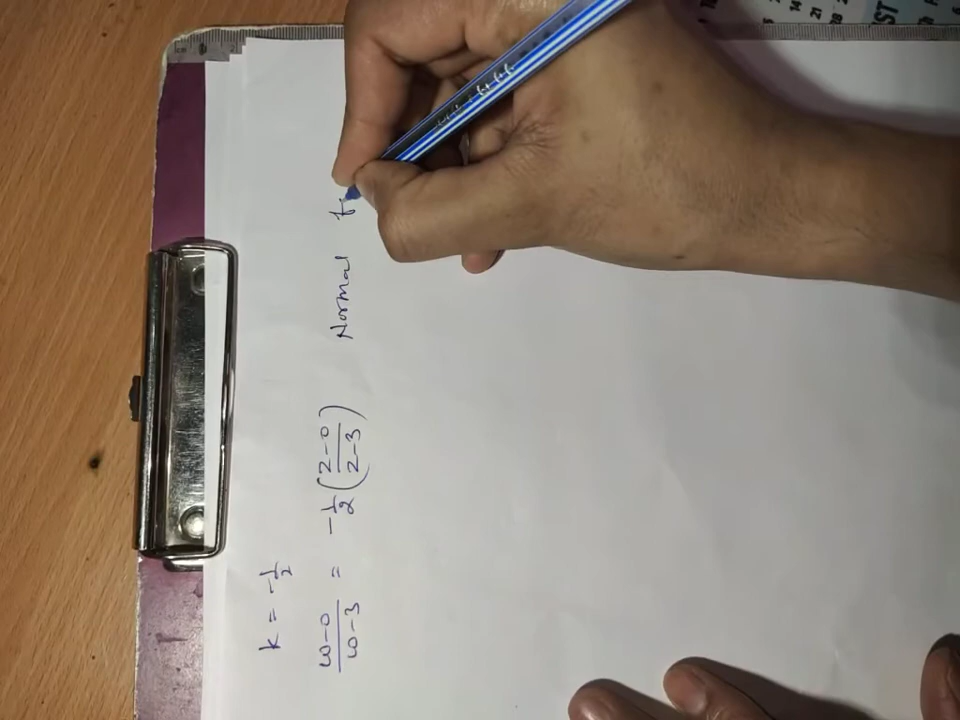 K = -1/2
ω-0/ω-3 = -1/2 (z-0/z-3) Normal